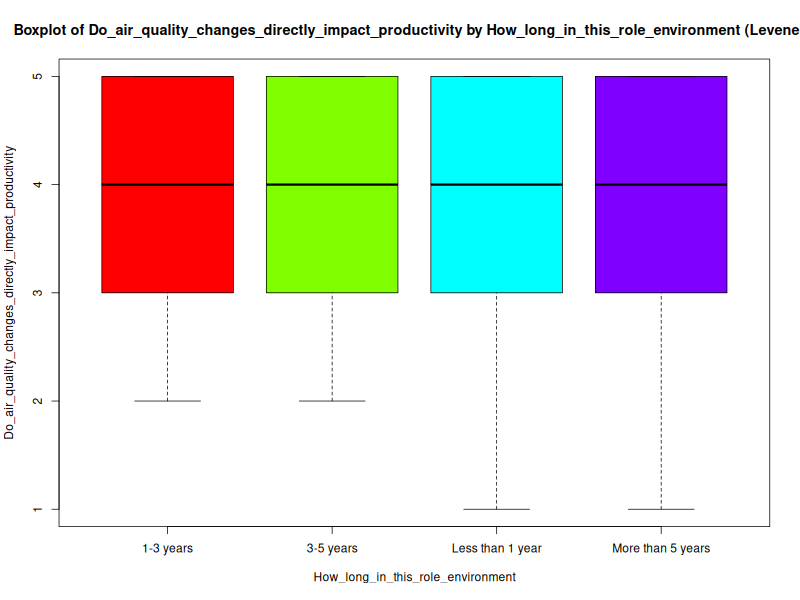 Boxplot of Do_air_quality_changes_directly_impact_productivity by How_long_in_this_role_environment (Levene
Do_air_quality_changes_directly_impact_productivity
5
4
3
2
1
1-3 years
3-5 years
Less than 1 year
More than 5 years
How_long_in_this_role_environment